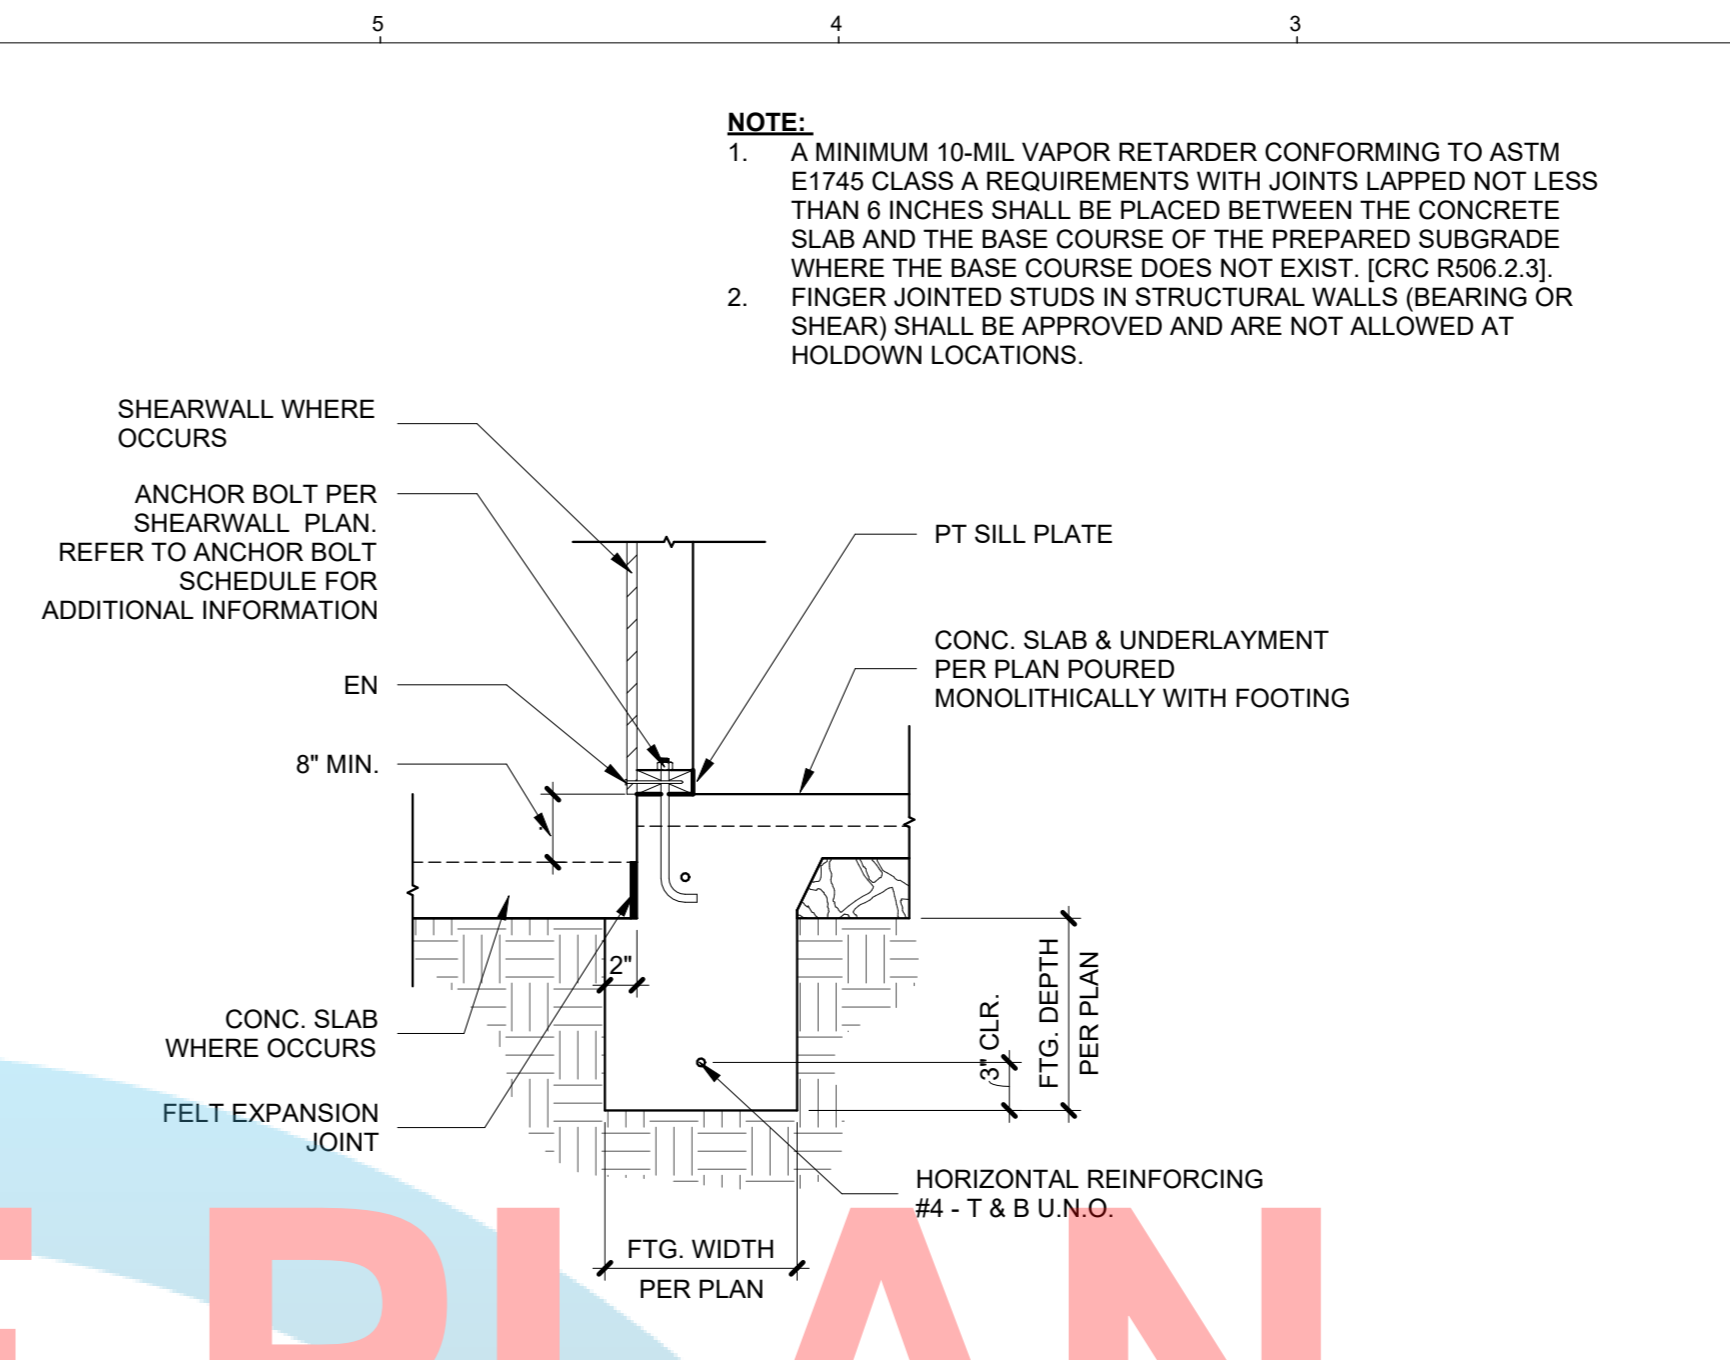 5 4 3
NOTE:
1. A MINIMUM 10-MIL VAPOR RETARDER CONFORMING TO ASTM
E1745 CLASS A REQUIREMENTS WITH JOINTS LAPPED NOT LESS
THAN 6 INCHES SHALL BE PLACED BETWEEN THE CONCRETE
SLAB AND THE BASE COURSE OF THE PREPARED SUBGRADE
WHERE THE BASE COURSE DOES NOT EXIST. [CRC R506.2.3].
2. FINGER JOINTED STUDS IN STRUCTURAL WALLS (BEARING OR
SHEAR) SHALL BE APPROVED AND ARE NOT ALLOWED AT
HOLDOWN LOCATIONS.
SHEARWALL WHERE
OCCURS
ANCHOR BOLT PER
SHEARWALL PLAN.
REFER TO ANCHOR BOLT
SCHEDULE FOR
ADDITIONAL INFORMATION
EN
8" MIN.
PT SILL PLATE
CONC. SLAB & UNDERLAYMENT
PER PLAN POURED
MONOLITHICALLY WITH FOOTING
2"
CONC. SLAB
WHERE OCCURS
FELT EXPANSION
JOINT
3" CLR.
FTG. DEPTH
PER PLAN
HORIZONTAL REINFORCING
#4 - T & B U.N.O.
FTG. WIDTH
PER PLAN
PLAN